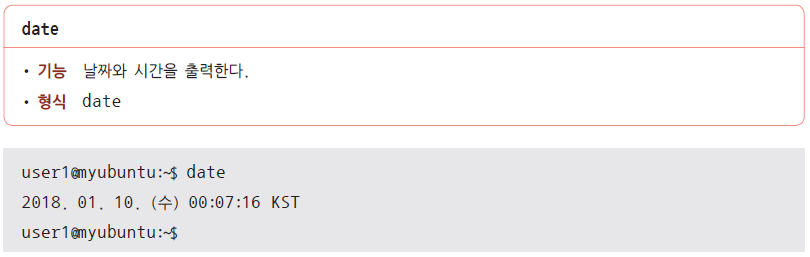 date
• 기능 날짜와 시간을 출력한다.
• 형식 date
user1@myubuntu:~$ date
2018. 01. 10. (수) 00:07:16 KST
user1@myubuntu:~$